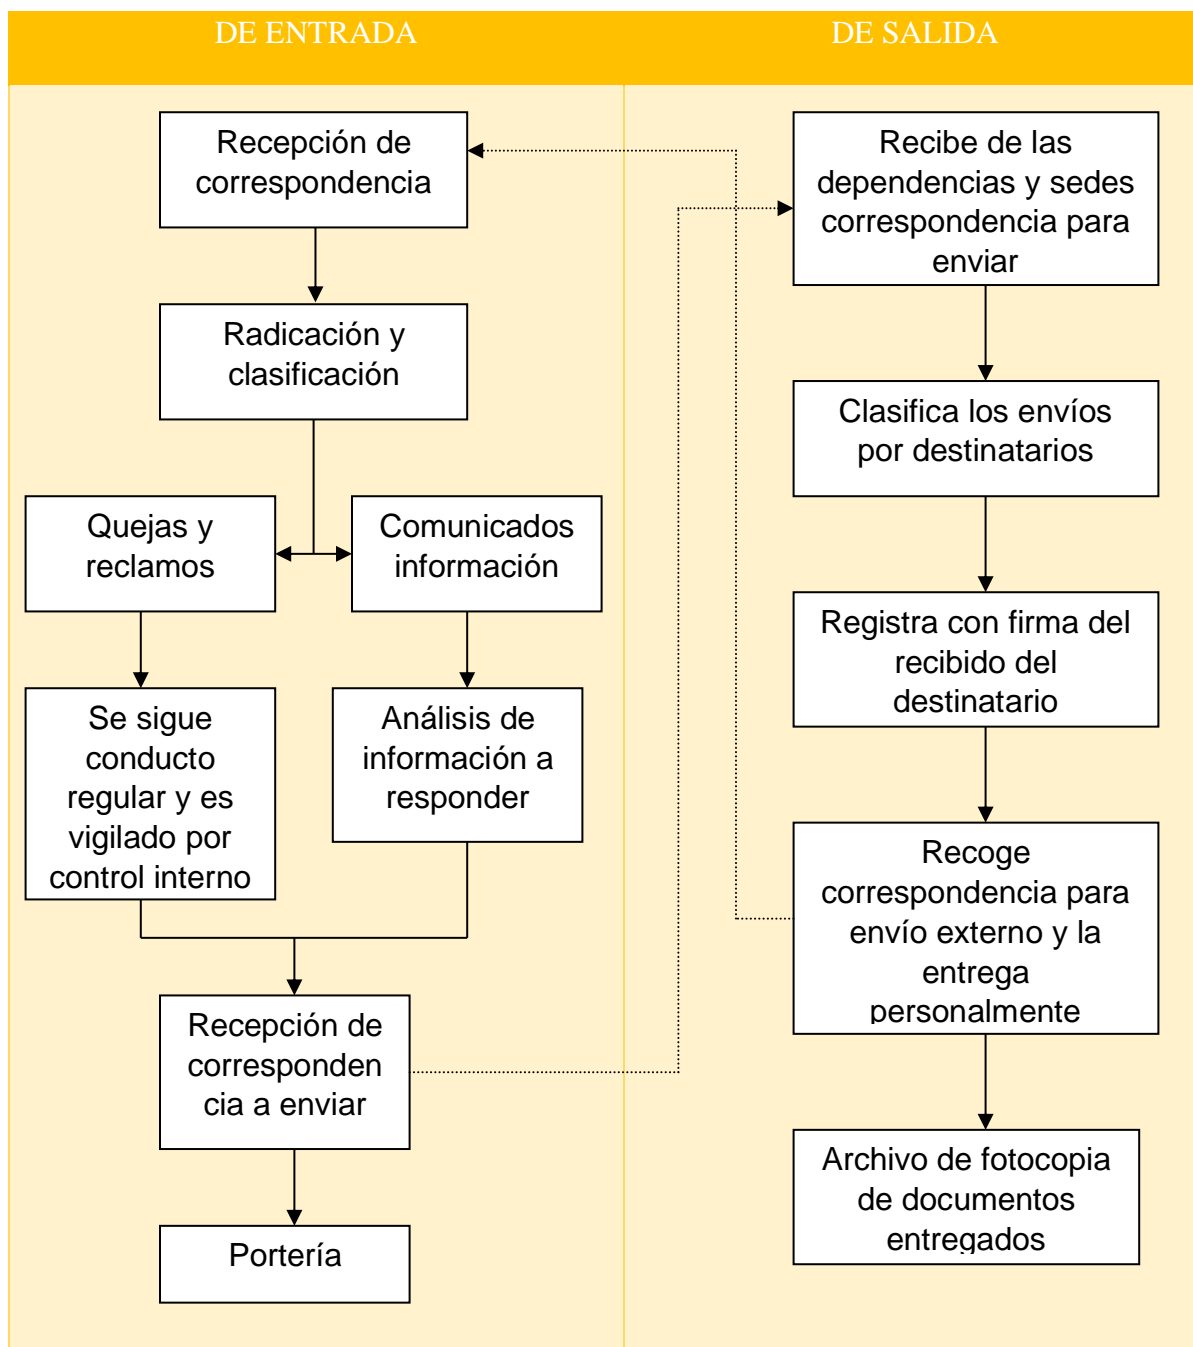 DE ENTRADA
DE SALIDA
Recepción de
correspondencia
Radicación y
clasificación
Quejas y
reclamos
Comunicados
información
Se sigue
conducto
regular y es
vigilado por
control interno
Análisis de
información a
responder
Recepción de
corresponden
cia a enviar
Portería
Recibe de las
dependencias y sedes
correspondencia para
enviar
Clasifica los envíos
por destinatarios
Registra con firma del
recibido del
destinatario
Recoge
correspondencia para
envío externo y la
entrega
personalmente
Archivo de fotocopia
de documentos
entregados